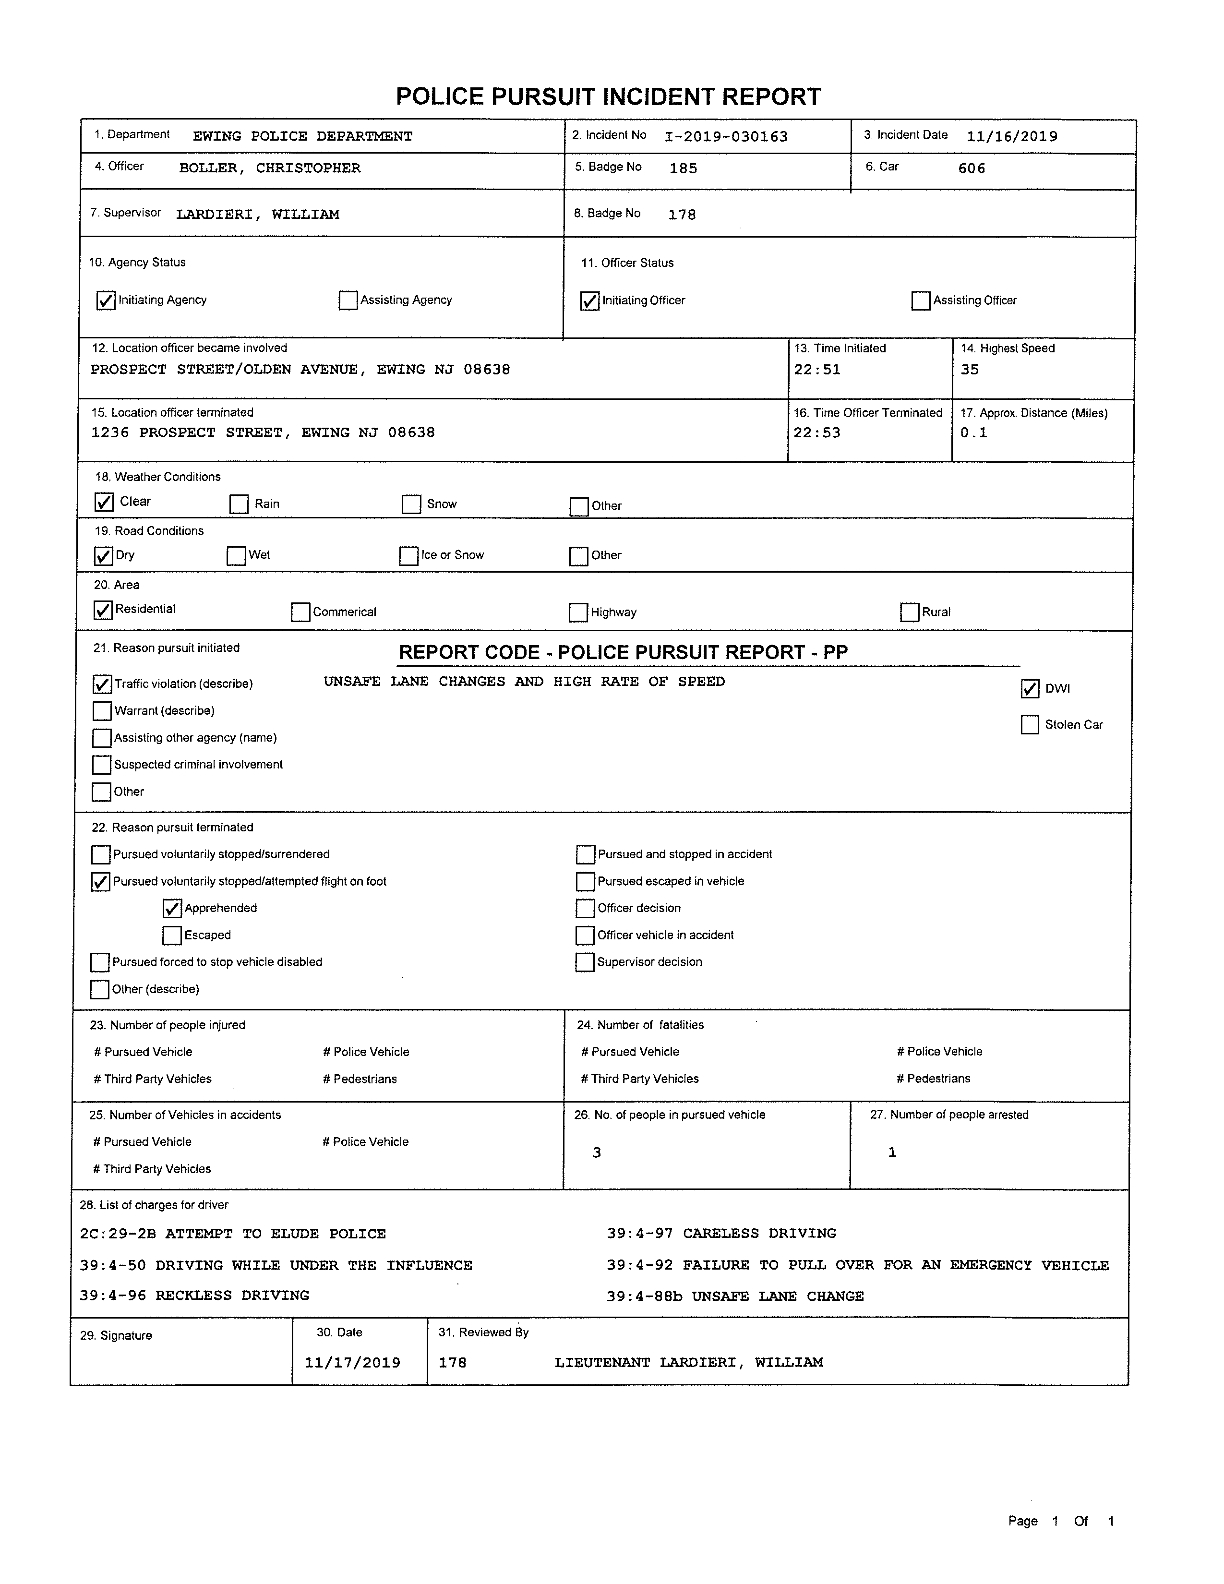 POLICE PURSUIT INCIDENT REPORT
1. Department EWING POLICE DEPARTMENT 2. Incident No I-2019-030163 3 Incident Date 11/16/2019
4. Officer BOLLER, CHRISTOPHER 5. Badge No 185 6. Car 606
7. Supervisor LARDIERI, WILLIAM 8. Badge No 178
10. Agency Status 11. Officer Status
Initiating Agency Assisting Agency Initiating Officer Assisting Officer
12. Location officer became involved 13. Time Initiated 14. Highest Speed
PROSPECT STREET/OLDEN AVENUE, EWING NJ 08638 22:51 35
15. Location officer terminated 16. Time Officer Terminated 17. Approx. Distance (Miles)
1236 PROSPECT STREET, EWING NJ 08638 22:53 0.1
18. Weather Conditions
Clear Rain Snow Other
19. Road Conditions
Dry Wet Ice or Snow Other
20. Area
Residential Commerical Highway Rural
21. Reason pursuit initiated REPORT CODE - POLICE PURSUIT REPORT - PP
Traffic violation (describe) UNSAFE LANE CHANGES AND HIGH RATE OF SPEED DWI
Warrant (describe) Stolen Car
Assisting other agency (name)
Suspected criminal involvement
Other
22. Reason pursuit terminated
Pursued voluntarily stopped/surrendered Pursued and stopped in accident
Pursued voluntarily stopped/attempted flight on foot Pursued escaped in vehicle
Apprehended Officer decision
Escaped Officer vehicle in accident
Pursued forced to stop vehicle disabled Supervisor decision
Other (describe)
23. Number of people injured 24. Number of fatalities
# Pursued Vehicle # Police Vehicle # Pursued Vehicle # Police Vehicle
# Third Party Vehicles # Pedestrians # Third Party Vehicles # Pedestrians
25. Number of Vehicles in accidents 26. No. of people in pursued vehicle 27. Number of people arrested
# Pursued Vehicle # Police Vehicle
3 1
# Third Party Vehicles
28. List of charges for driver
2C:29-2B ATTEMPT TO ELUDE POLICE 39:4-97 CARELESS DRIVING
39:4-50 DRIVING WHILE UNDER THE INFLUENCE 39:4-92 FAILURE TO PULL OVER FOR AN EMERGENCY VEHICLE
39:4-96 RECKLESS DRIVING 39:4-88b UNSAFE LANE CHANGE
29. Signature 30. Date 31. Reviewed By
11/17/2019 178 LIEUTENANT LARDIERI, WILLIAM
Page 1 Of 1